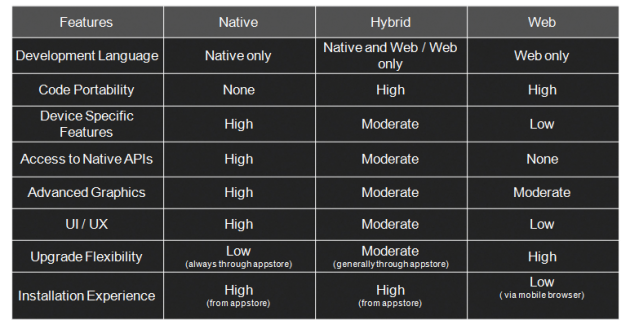 Features Native Hybrid Web
Development Language Native only Native and Web / Web only Web only
Code Portability None High High
Device Specific Features High Moderate Low
Access to Native APIs High Moderate None
Advanced Graphics High Moderate Moderate
UI / UX High Moderate Low
Upgrade Flexibility Low (always through appstore) Moderate (generally through appstore) High
Installation Experience High (from appstore) High (from appstore) Low ( via mobile browser)